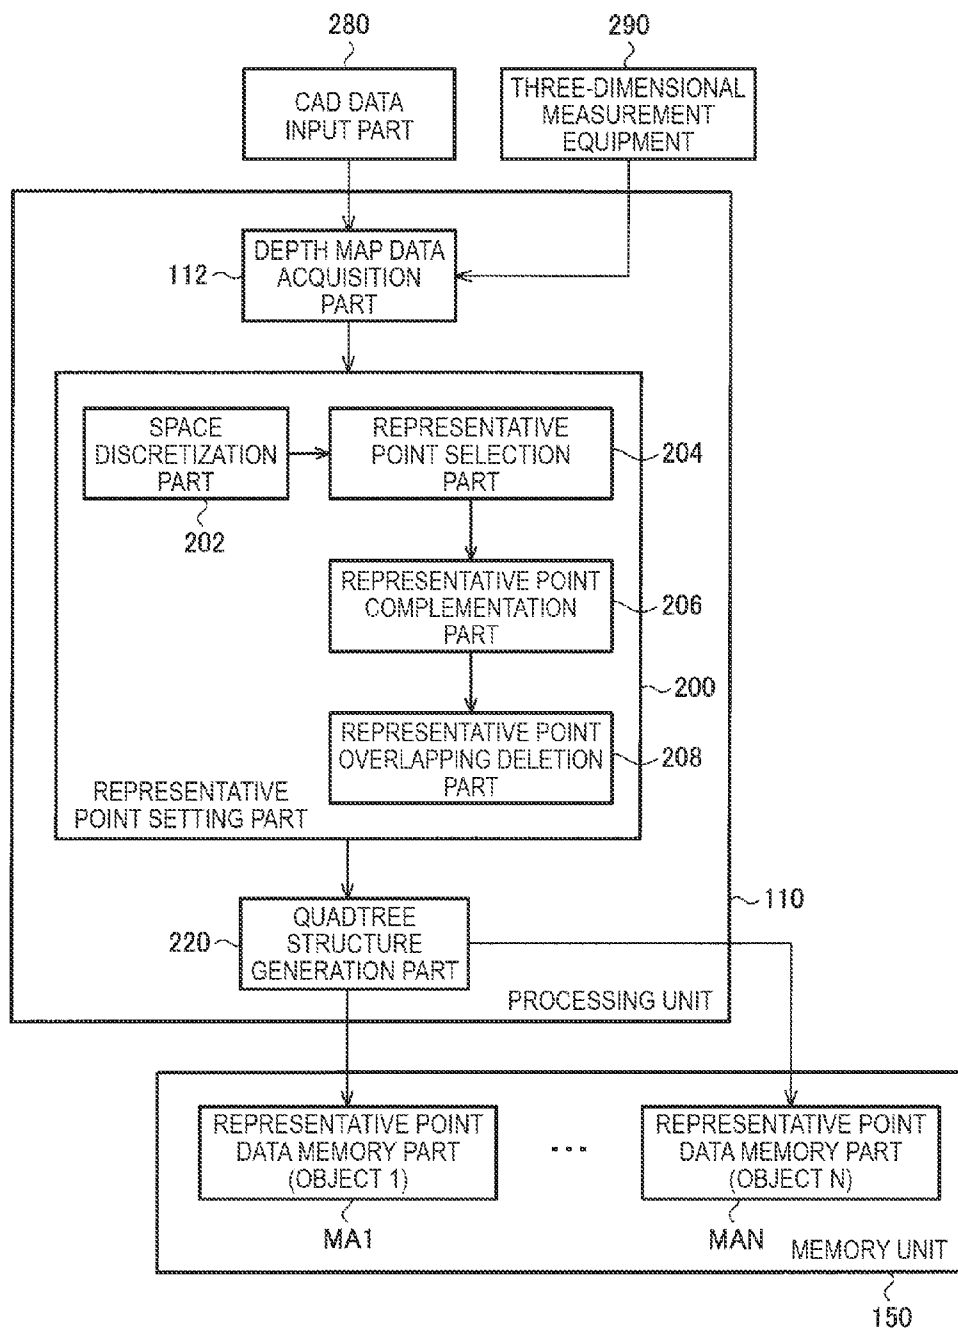 280
290
CAD DATA
INPUT PART
THREE-DIMENSIONAL
MEASUREMENT
EQUIPMENT
112
DEPTH MAP DATA
ACQUISITION
PART
SPACE
DISCRETIZATION
PART
202
REPRESENTATIVE
POINT SELECTION
PART
204
REPRESENTATIVE POINT
COMPLEMENTATION
PART
206
200
REPRESENTATIVE POINT
OVERLAPPING DELETION
PART
208
REPRESENTATIVE
POINT SETTING PART
220
QUADTREE
STRUCTURE
GENERATION PART
110
PROCESSING UNIT
REPRESENTATIVE POINT
DATA MEMORY PART
(OBJECT 1)
MA1
...
REPRESENTATIVE POINT
DATA MEMORY PART
(OBJECT N)
MAN
MEMORY UNIT
150